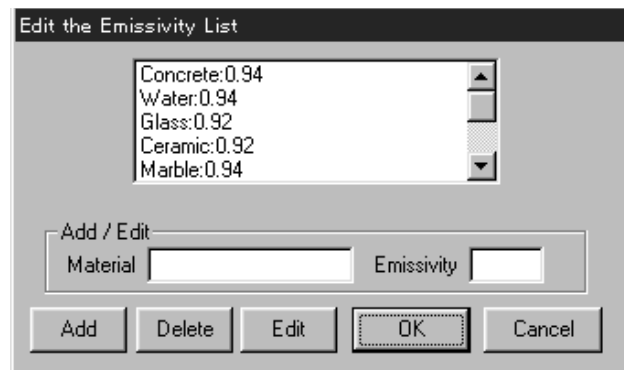 Edit the Emissivity List
Concrete:0.94
Water:0.94
Glass:0.92
Ceramic:0.92
Marble:0.94
Add / Edit
Material Emissivity
Add Delete Edit OK Cancel